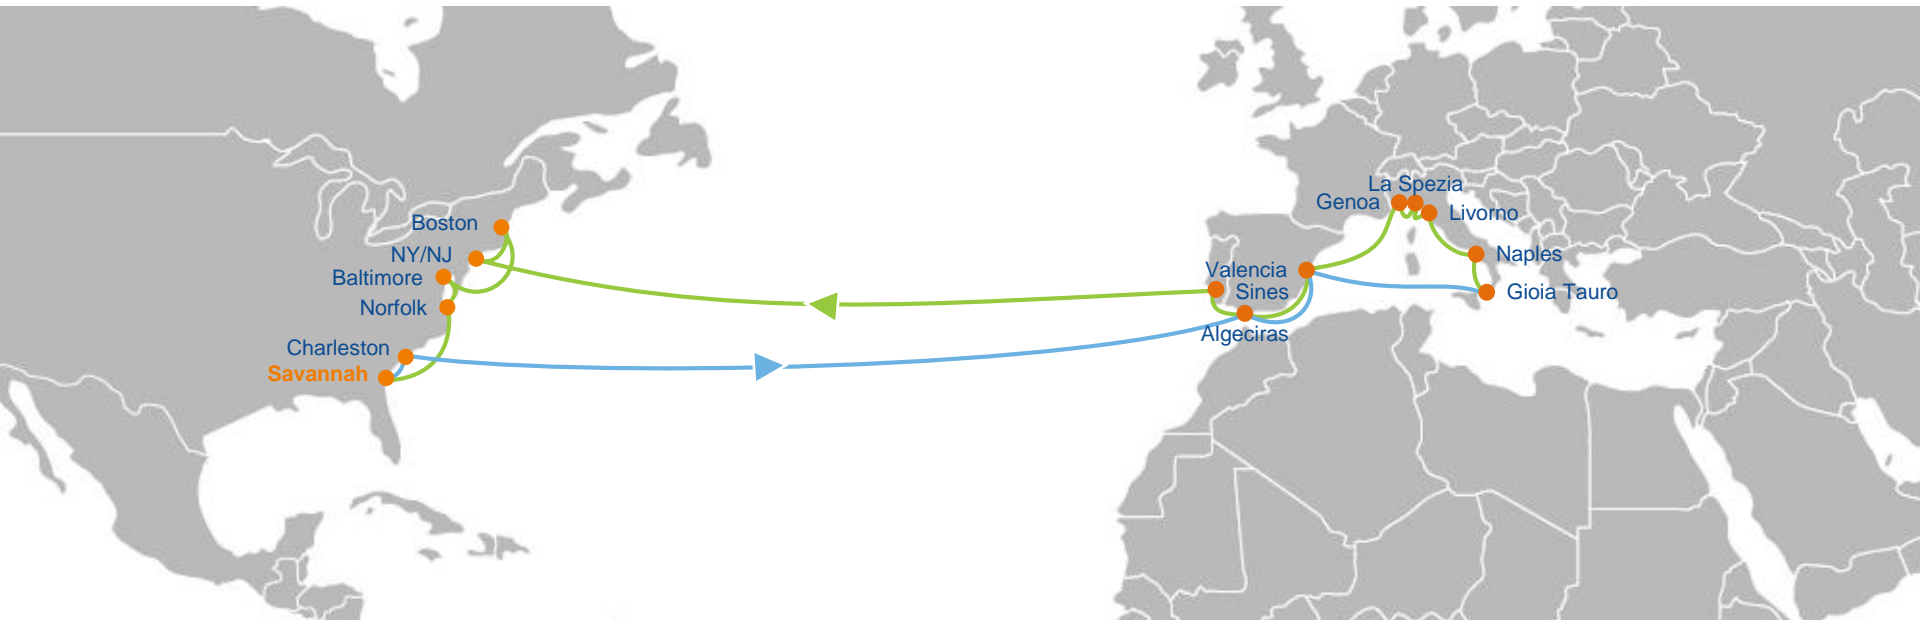 La Spezia
Genoa
Livorno
Boston
NY/NJ
Naples
Baltimore
Valencia
Sines
Gioia Tauro
Norfolk
Algeciras
Charleston
Savannah